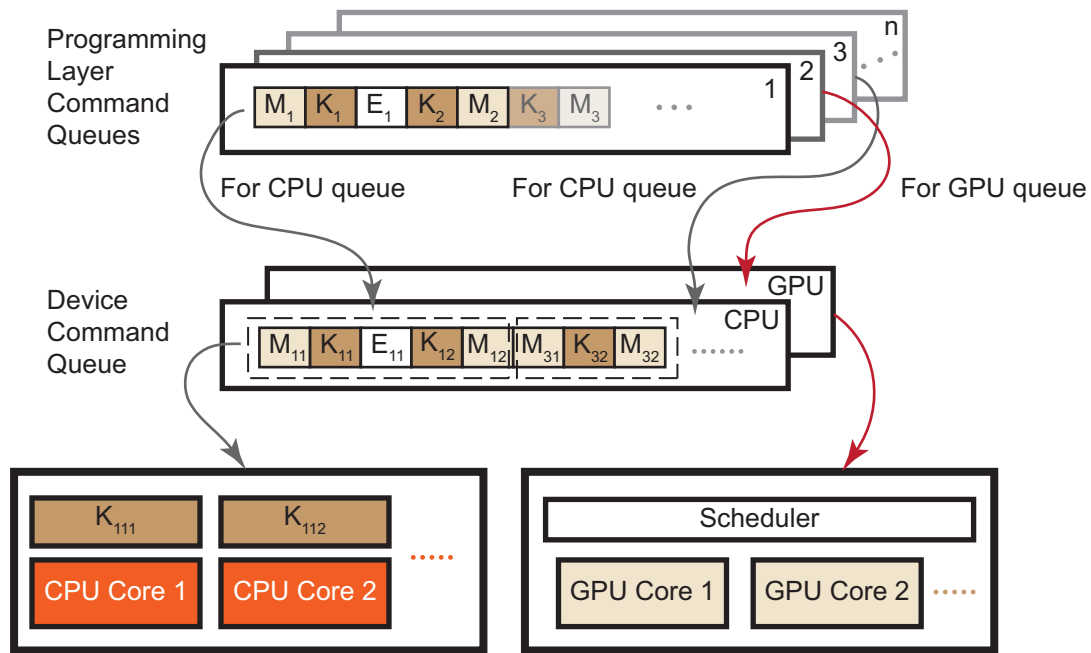 Programming
Layer
Command
Queues
n
3
2
1
M1 K1 E1 K2 M2 K3 M3 ...
For CPU queue
For CPU queue
For GPU queue
Device
Command
Queue
GPU
CPU
M11 K11 E11 K12 M12 M31 K32 M32 ......
K111
K112
CPU Core 1
CPU Core 2
.....
Scheduler
GPU Core 1
GPU Core 2
.....